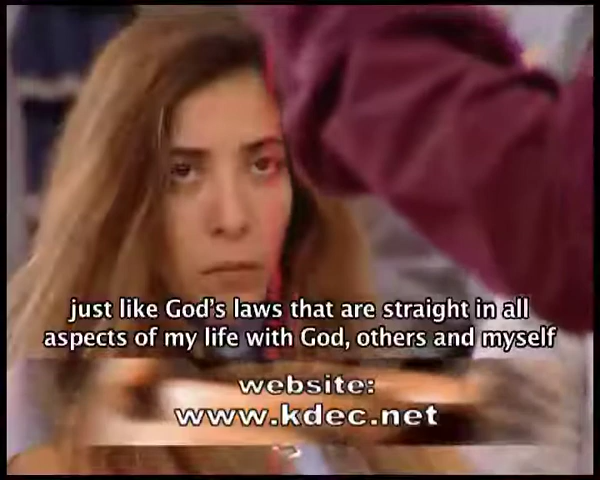 just like God's laws that are straight in all
aspects of my life with God, others and myself
website:
www.kdec.net